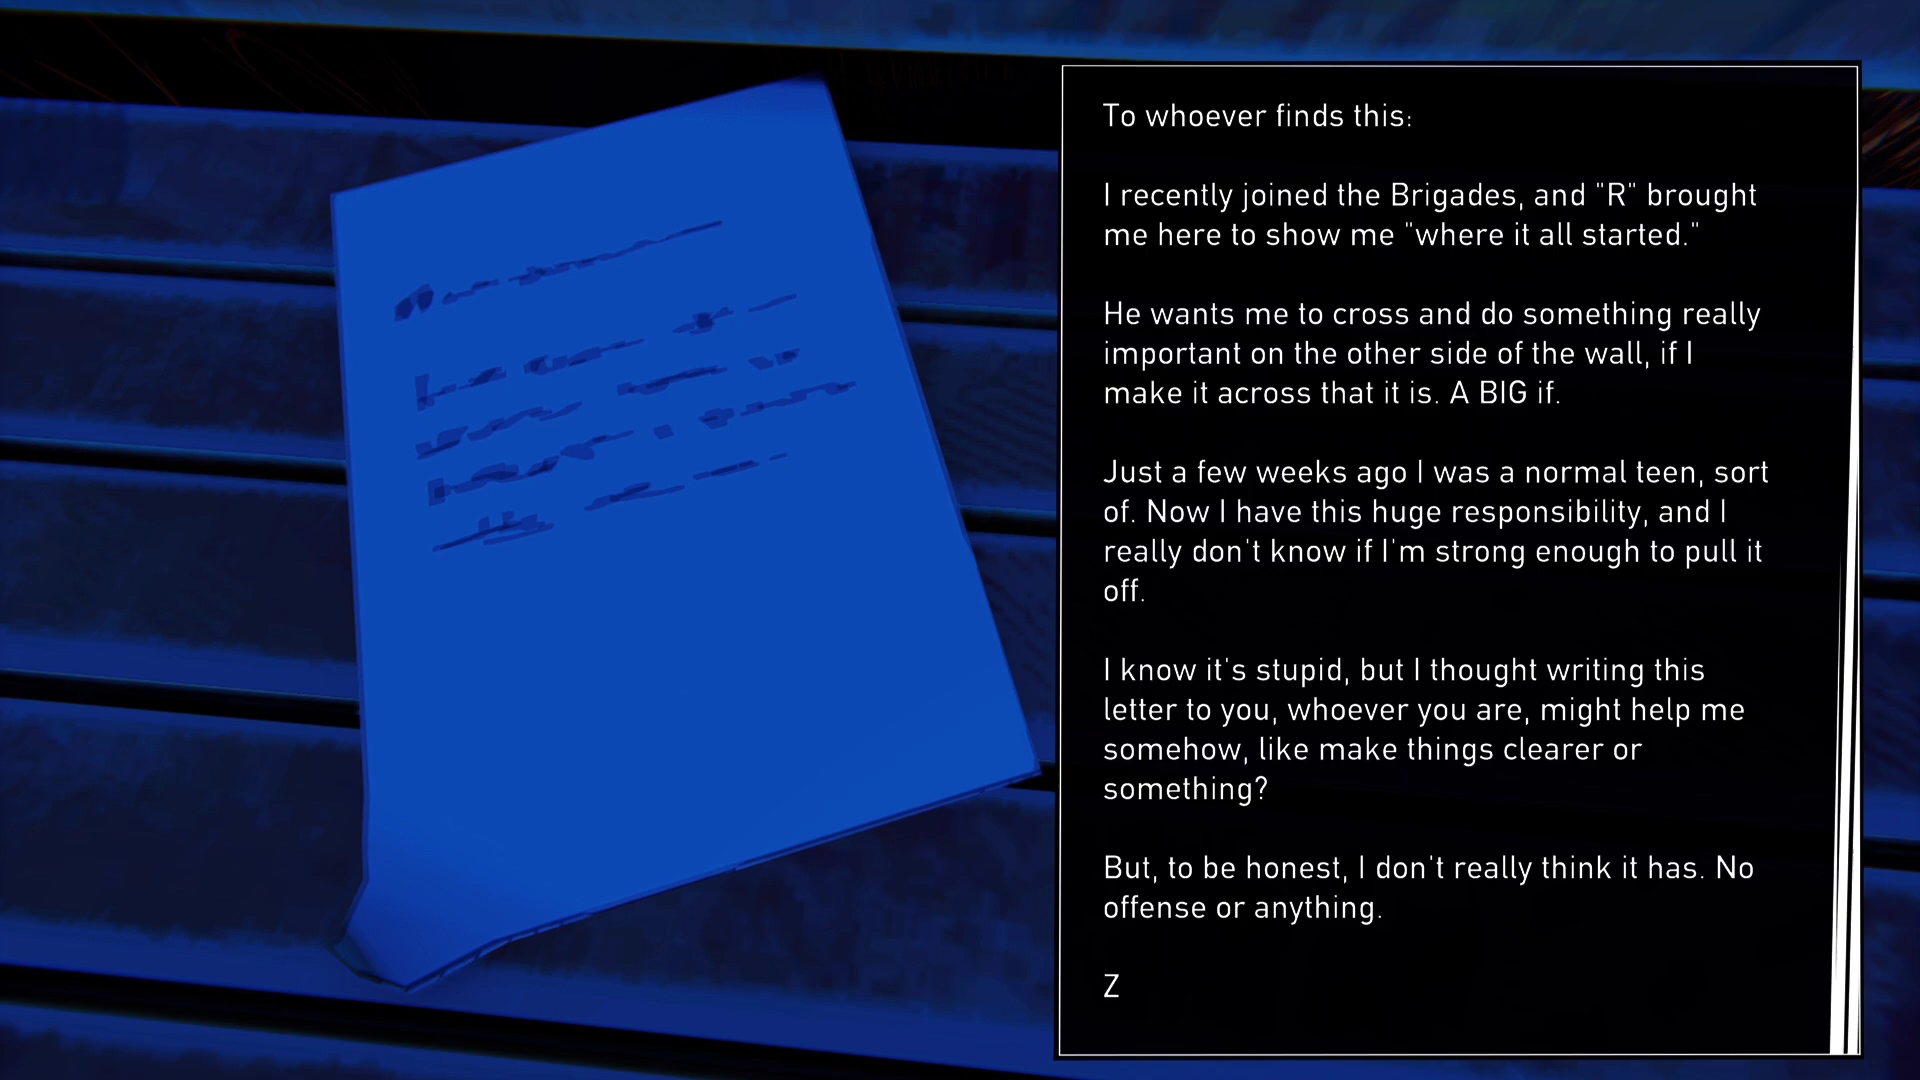 To whoever finds this:
I recently joined the Brigades, and "R" brought
me here to show me "where it all started."
He wants me to cross and do something really
important on the other side of the wall, if I
make it across that it is. A BIG if.
Just a few weeks ago I was a normal teen, sort
of. Now I have this huge responsibility, and I
really don't know if I'm strong enough to pull it
off.
I know it's stupid, but I thought writing this
letter to you, whoever you are, might help me
somehow, like make things clearer or
something?
But, to be honest, I don't really think it has. No
offense or anything.
Z